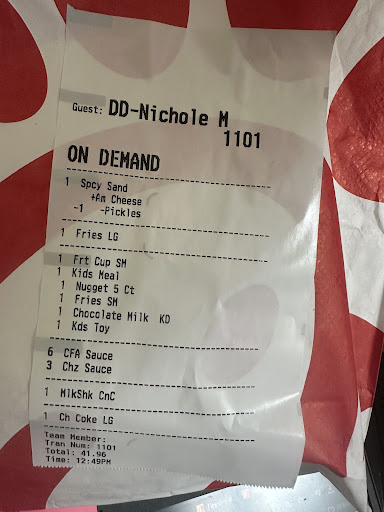 Guest: DD-Nichole M
1101
ON DEMAND
1 Spcy Sand
+Am Cheese
-1 -Pickles
1 Fries LG
1 Frt Cup SM
1 Kids Meal
1 Nugget 5 Ct
1 Fries SM
1 Chocolate Milk KD
1 Kds Toy
6 CFA Sauce
3 Chz Sauce
1 MlkShk CnC
1 Ch Coke LG
Team Member:
Tran Num: 1101
Total: 41.96
Time: 12:49PM